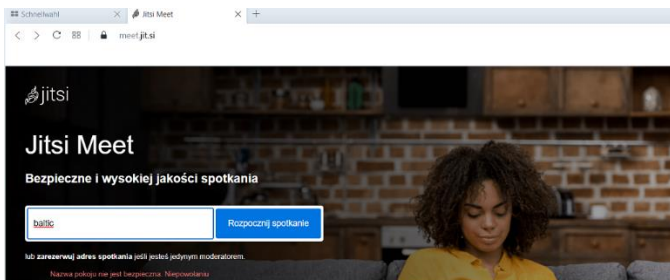 Schnellwahl
Jitsi Meet
meet.jit.si
jitsi
Jitsi Meet
Bezpieczne i wysokiej jakości spotkania
baltic
Rozpocznij spotkanie
lub zarezerwuj adres spotkania jeśli jesteś jedynym moderatorem.
Nazwa pokoju nie jest bezpieczna. Niepowołaniu